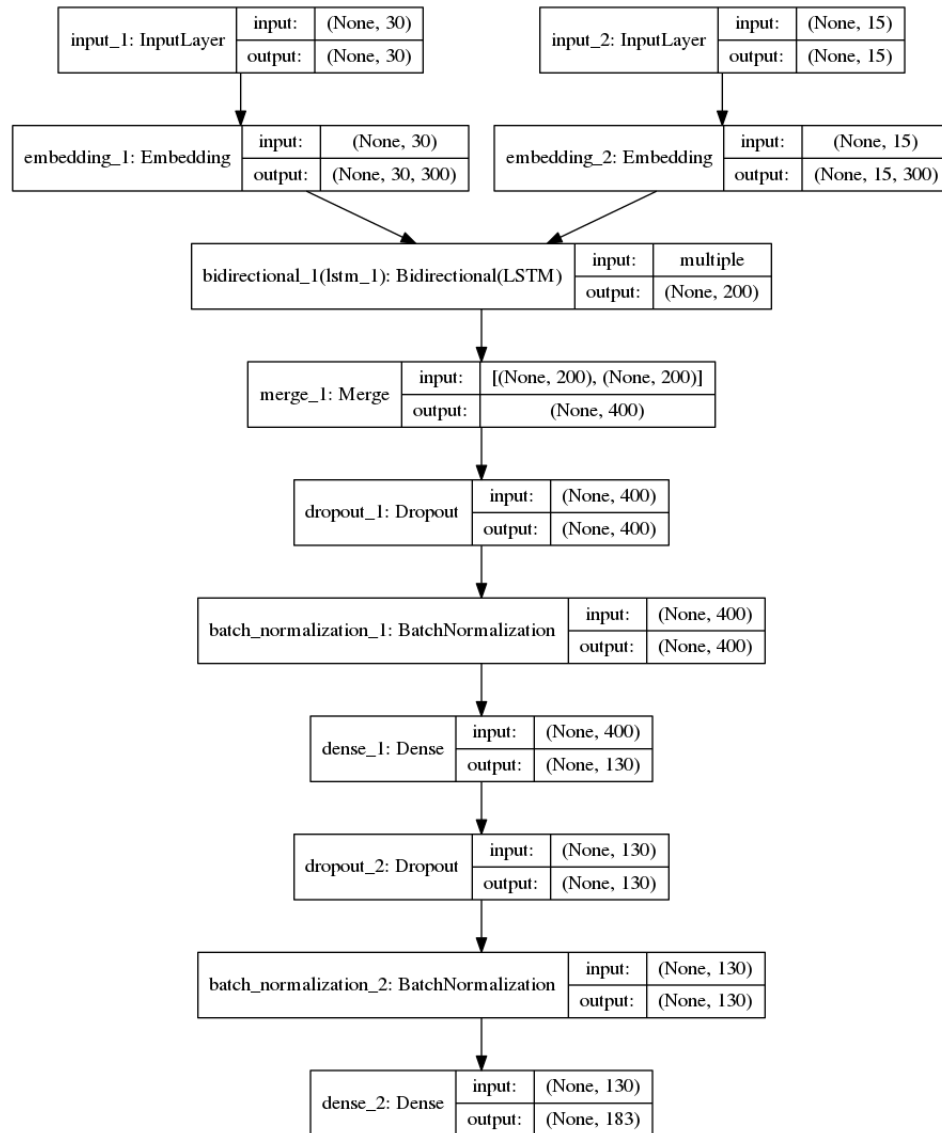 input_1: InputLayer input: (None, 30)
output: (None, 30)
input_2: InputLayer input: (None, 15)
output: (None, 15)
embedding_1: Embedding input: (None, 30)
output: (None, 30, 300)
embedding_2: Embedding input: (None, 15)
output: (None, 15, 300)
bidirectional_1(lstm_1): Bidirectional(LSTM) input: multiple
output: (None, 200)
merge_1: Merge input: [(None, 200), (None, 200)]
output: (None, 400)
dropout_1: Dropout input: (None, 400)
output: (None, 400)
batch_normalization_1: BatchNormalization input: (None, 400)
output: (None, 400)
dense_1: Dense input: (None, 400)
output: (None, 130)
dropout_2: Dropout input: (None, 130)
output: (None, 130)
batch_normalization_2: BatchNormalization input: (None, 130)
output: (None, 130)
dense_2: Dense input: (None, 130)
output: (None, 183)